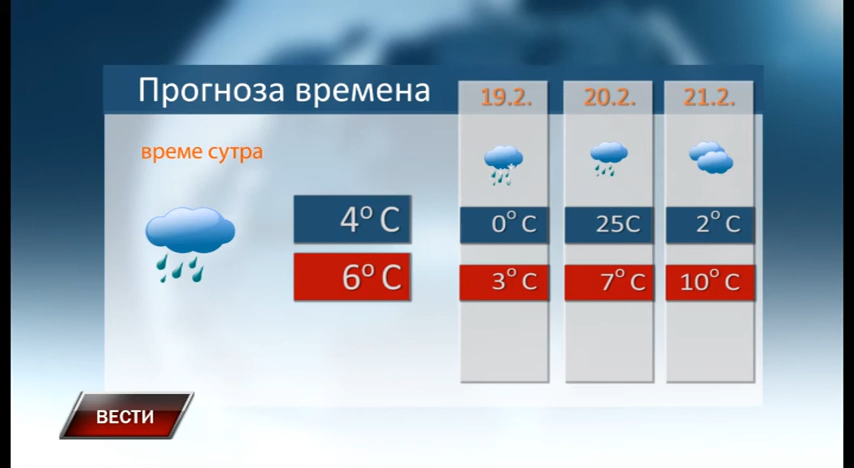 Прогноза времена
време сутра
4° C
6° C
19.2.
0° C
3° C
20.2.
25C
7° C
21.2.
2° C
10° C
ВЕСТИ